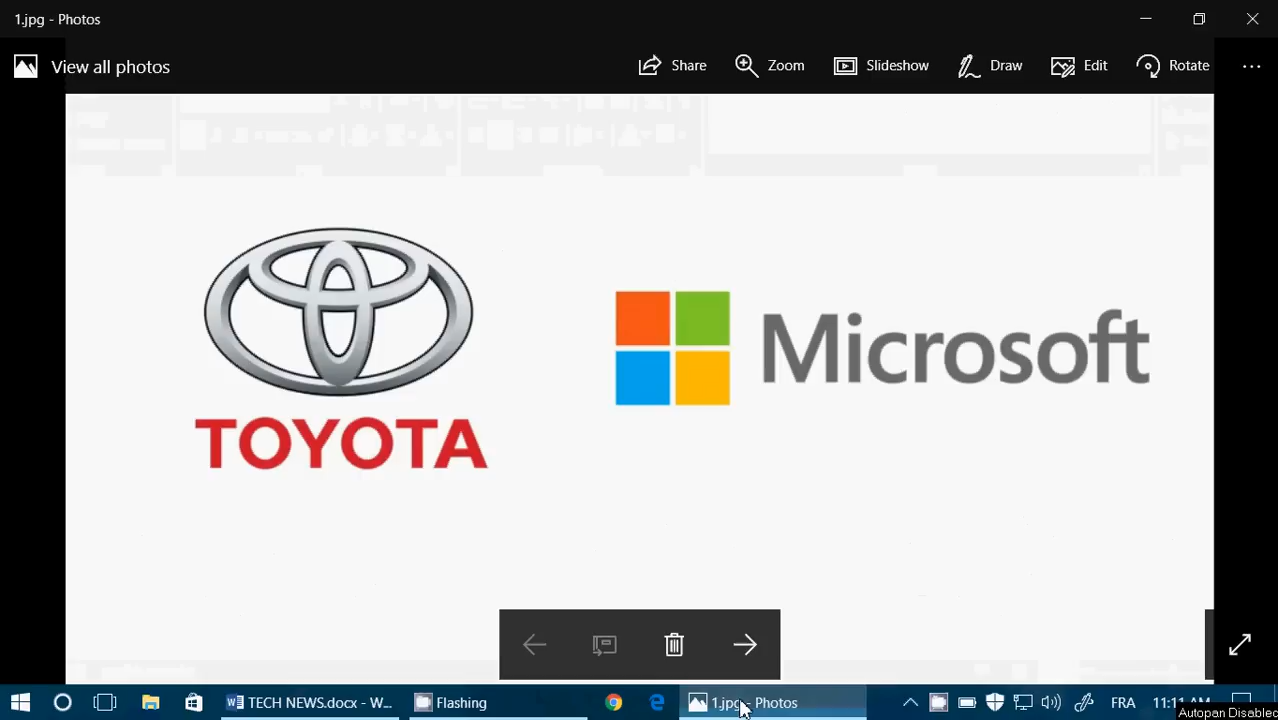 1.jpg - Photos
View all photos
Share
Zoom
Slideshow
Draw
Edit
Rotate
TOYOTA
Microsoft
TECH NEWS.docx - W...
Flashing
1.jpg - Photos
FRA
11:11 AM
Autopan Disabled